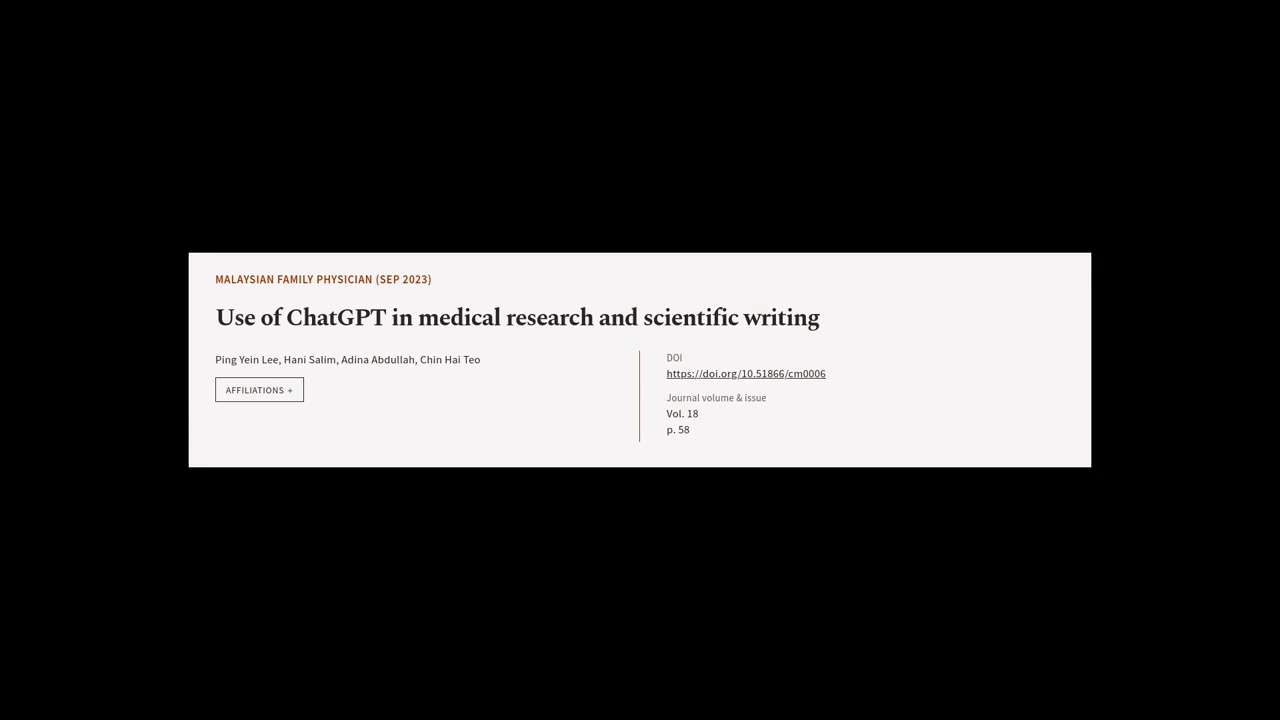 MALAYSIAN FAMILY PHYSICIAN (SEP 2023)
Use of ChatGPT in medical research and scientific writing
Ping Yein Lee, Hani Salim, Adina Abdullah, Chin Hai Teo
AFFILIATIONS +
DOI
https://doi.org/10.51866/cm0006
Journal volume & issue
Vol. 18
p. 58